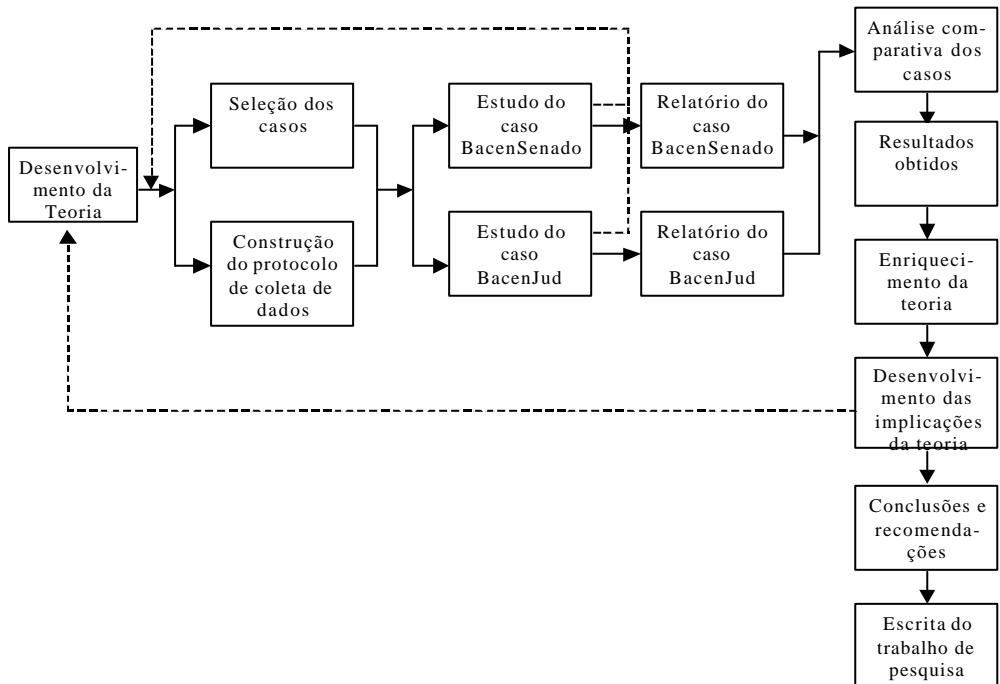 Desenvolvi-
mento da
Teoria
Seleção dos
casos
Construção
do protocolo
de coleta de
dados
Estudo do
caso
BacenSenado
Estudo do
caso
BacenJud
Relatório do
caso
BacenSenado
Relatório do
caso
BacenJud
Análise com-
parativa dos
casos
Resultados
obtidos
Enriqueci-
mento da
teoria
Desenvolvi-
mento das
implicações
da teoria
Conclusões e
recomenda-
ções
Escrita do
trabalho de
pesquisa